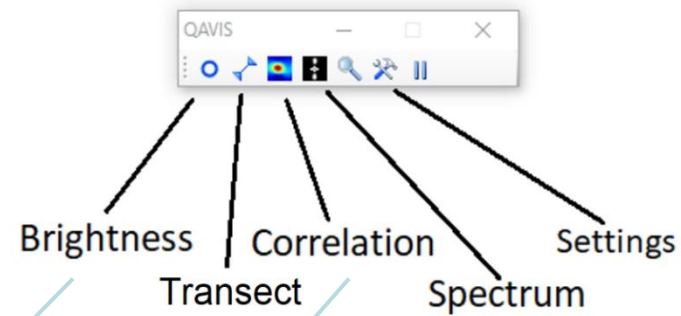 QAVIS
Brightness
Correlation
Settings
Transect
Spectrum